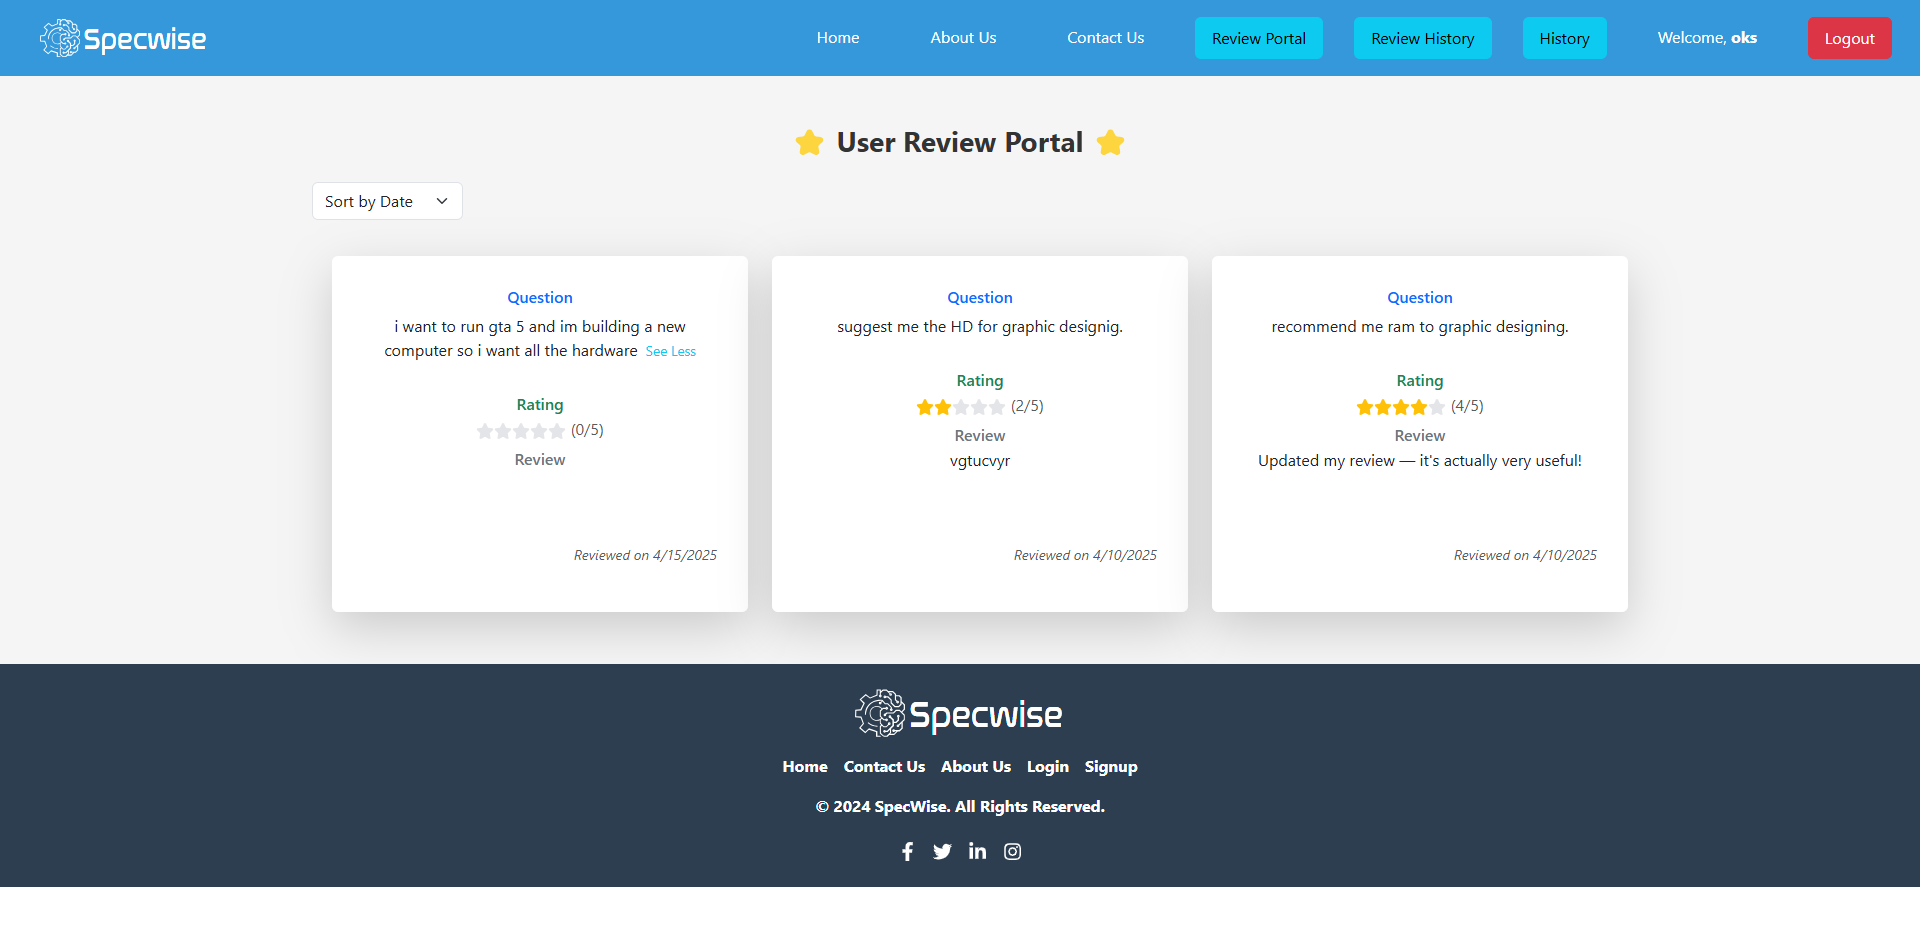 Specwise
Home About Us Contact Us Review Portal Review History History Welcome, oks Logout
User Review Portal
Sort by Date
Question
i want to run gta 5 and im building a new
computer so i want all the hardware See Less
Rating
(0/5)
Review
Reviewed on 4/15/2025
Question
suggest me the HD for graphic designig.
Rating
(2/5)
Review
vgtucvyr
Reviewed on 4/10/2025
Question
recommend me ram to graphic designing.
Rating
(4/5)
Review
Updated my review — it's actually very useful!
Reviewed on 4/10/2025
Specwise
Home Contact Us About Us Login Signup
© 2024 SpecWise. All Rights Reserved.